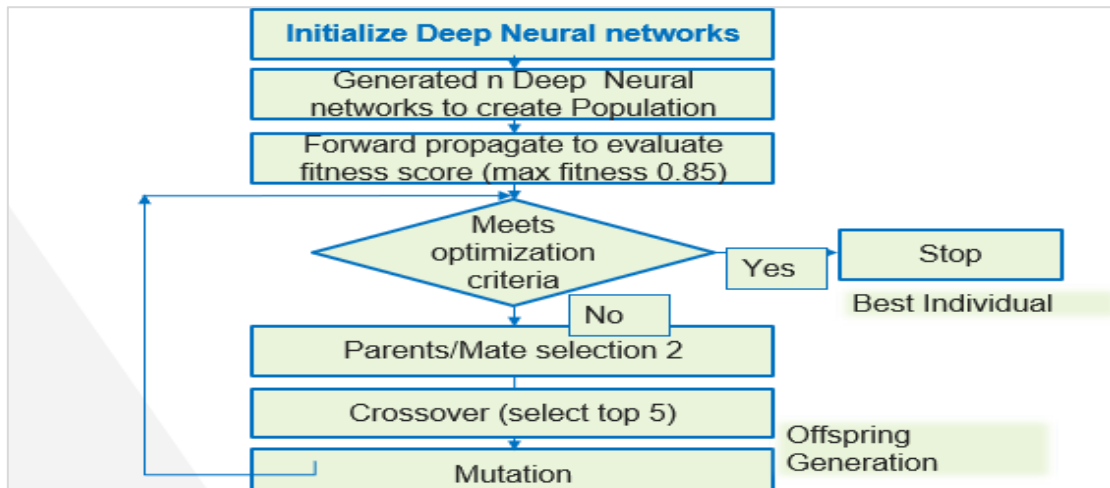 Initialize Deep Neural networks
Generated n Deep Neural
networks to create Population
Forward propagate to evaluate
fitness score (max fitness 0.85)
Meets
optimization
criteria
Yes
Stop
Best Individual
No
Parents/Mate selection 2
Crossover (select top 5)
Offspring
Generation
Mutation